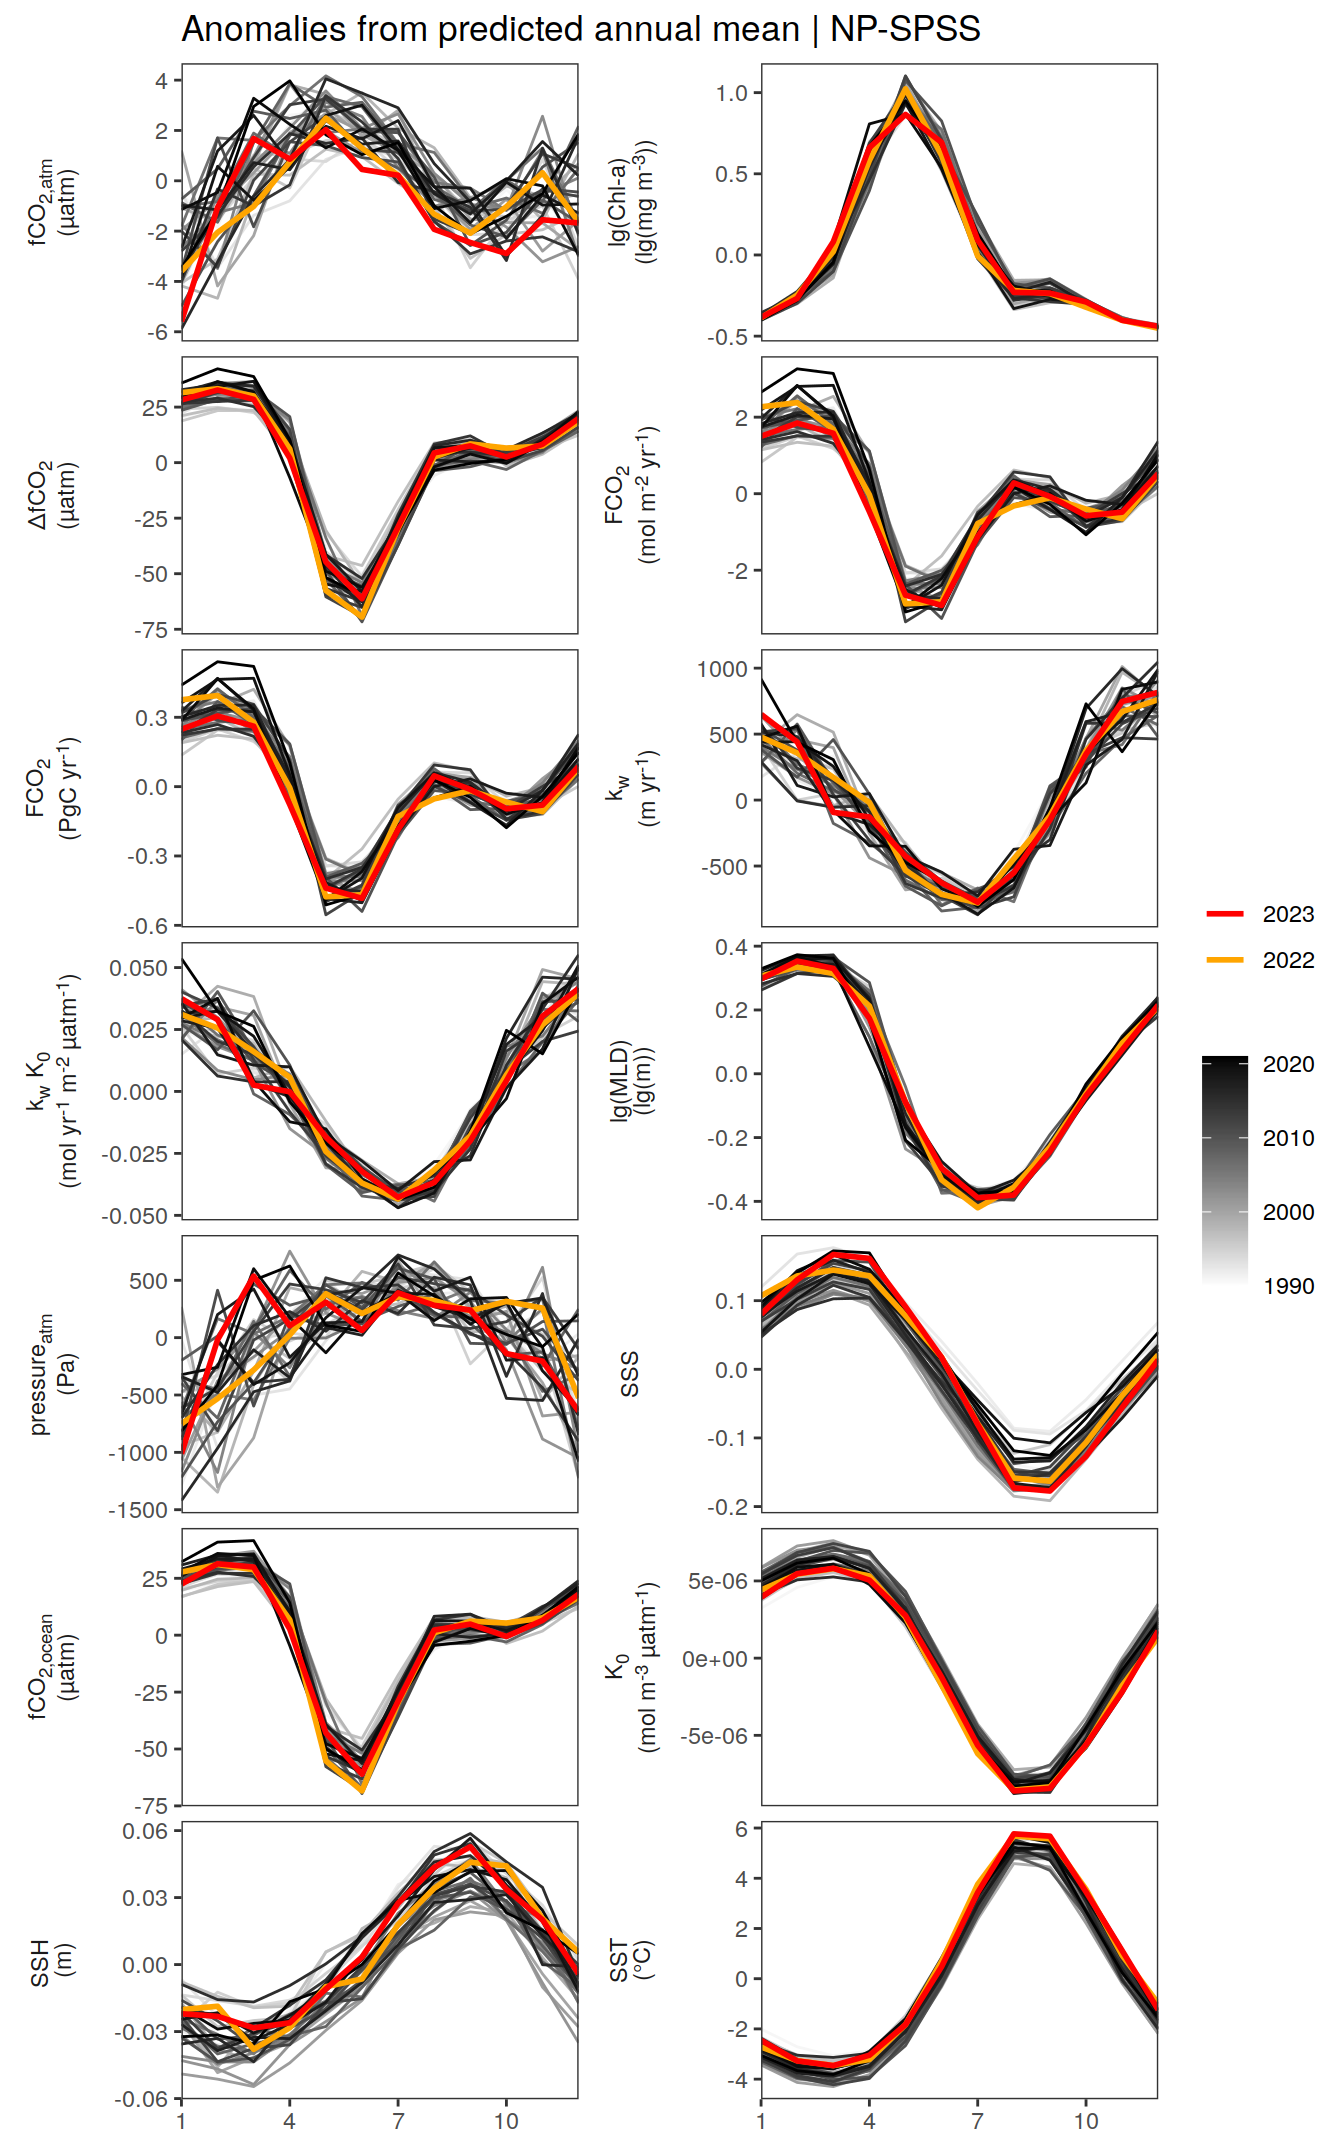 Anomalies from predicted annual mean | NP-SPSS
fCO2,atm
(µatm)
4
2
0
-2
-4
-6
lg(Chl-a)
(lg(mg m-3))
1.0
0.5
0.0
-0.5
ΔfCO2
(µatm)
25
0
-25
-50
-75
FCO2
(mol m-2 yr-1)
2
0
-2
FCO2
(PgC yr-1)
0.3
0.0
-0.3
-0.6
kw
(m yr-1)
1000
500
0
-500
kw K0
(mol yr-1 m-2 µatm-1)
0.050
0.025
0.000
-0.025
-0.050
lg(MLD)
(lg(m))
0.4
0.2
0.0
-0.2
-0.4
pressureatm
(Pa)
500
0
-500
-1000
-1500
SSS
0.1
0.0
-0.1
-0.2
fCO2,ocean
(µatm)
25
0
-25
-50
-75
K0
(mol m-3 µatm-1)
5e-06
0e+00
-5e-06
SSH
(m)
0.06
0.03
0.00
-0.03
-0.06
1 4 7 10
SST
(°C)
6
4
2
0
-2
-4
1 4 7 10
2023
2022
2020
2010
2000
1990